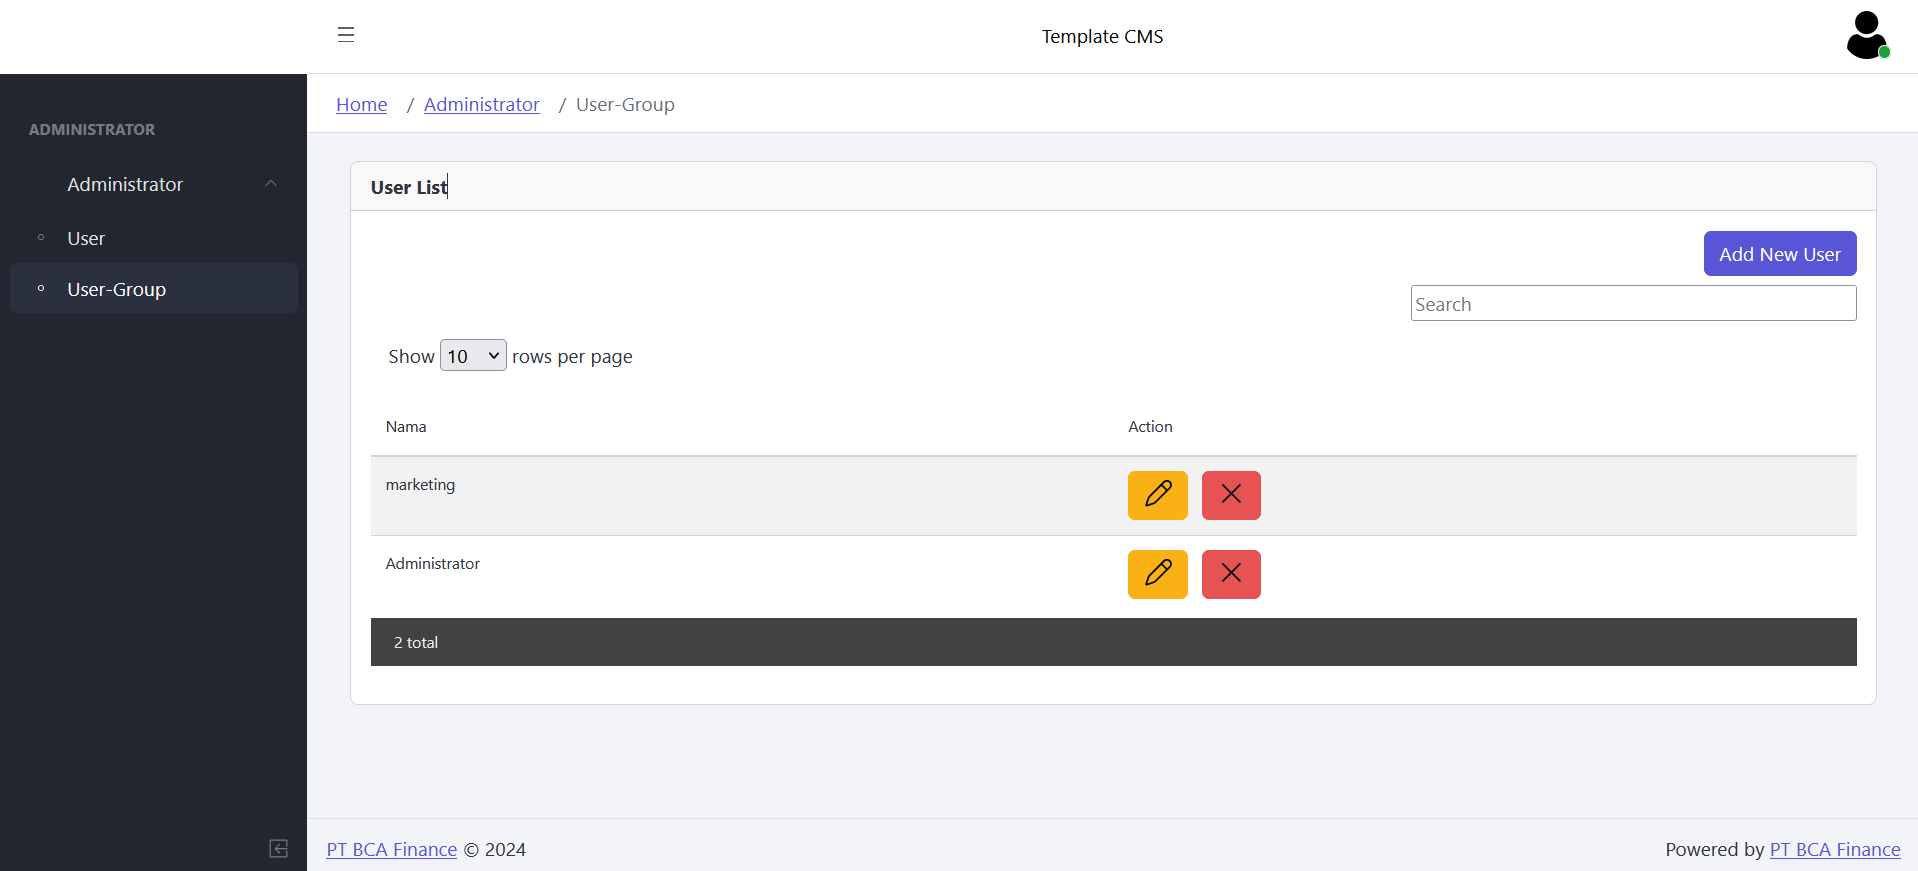 Template CMS
Home / Administrator / User-Group
ADMINISTRATOR
Administrator
User
User-Group
User List
Add New User
Search
Show 10 rows per page
Nama Action
marketing
Administrator
2 total
PT BCA Finance © 2024
Powered by PT BCA Finance